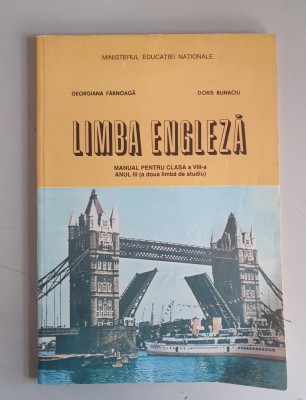 MINISTERUL EDUCAȚIEI NAȚIONALE
GEORGIANA FĂRNOAGĂ DORIS BUNACIU
LIMBA ENGLEZĂ
MANUAL PENTRU CLASA a VIII-a
ANUL III (a doua limbă de studiu)